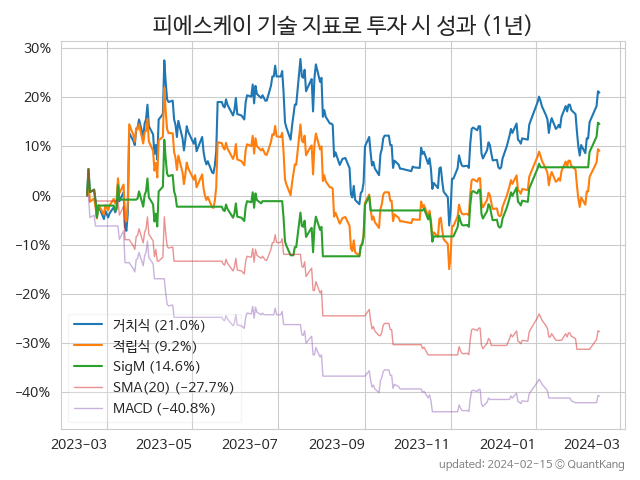 피에스케이 기술 지표로 투자 시 성과 (1년)
30%
20%
10%
0%
−10%
−20%
−30%
−40%
거치식 (21.0%)
적립식 (9.2%)
SigM (14.6%)
SMA(20) (−27.7%)
MACD (−40.8%)
2023-03
2023-05
2023-07
2023-09
2023-11
2024-01
2024-03
updated: 2024-02-15 © QuantKang